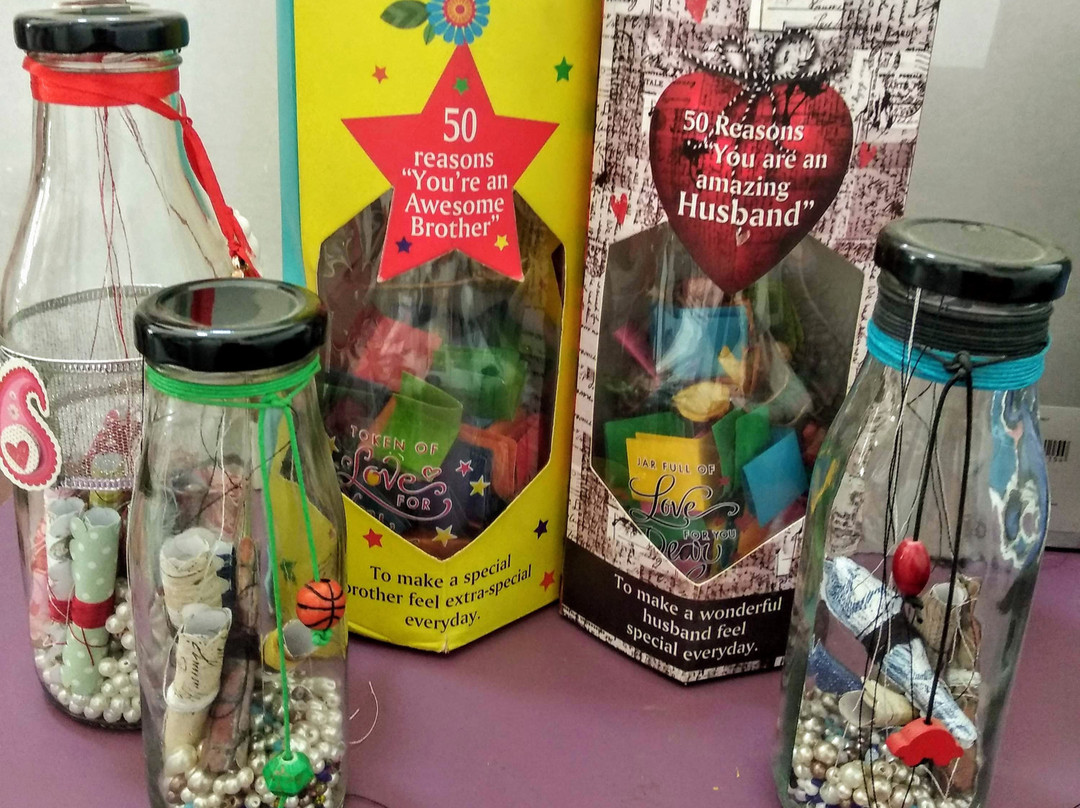 50
reasons
"You're an
Awesome
Brother"
TOKEN OF
Love
FOR
To make a special
brother feel extra-special
everyday.
50 Reasons
"You are an
amazing
Husband"
JAR FULL OF
Love
FOR YOU
Dear
To make a wonderful
husband feel
special everyday.